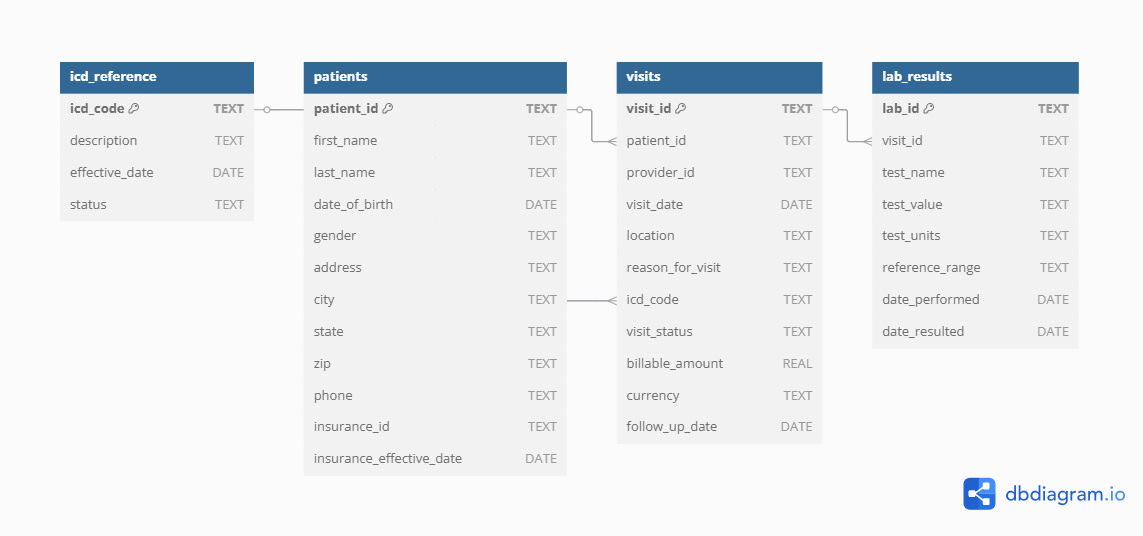 icd_reference
icd_code TEXT
description TEXT
effective_date DATE
status TEXT
patients
patient_id TEXT
first_name TEXT
last_name TEXT
date_of_birth DATE
gender TEXT
address TEXT
city TEXT
state TEXT
zip TEXT
phone TEXT
insurance_id TEXT
insurance_effective_date DATE
visits
visit_id TEXT
patient_id TEXT
provider_id TEXT
visit_date DATE
location TEXT
reason_for_visit TEXT
icd_code TEXT
visit_status TEXT
billable_amount REAL
currency TEXT
follow_up_date DATE
lab_results
lab_id TEXT
visit_id TEXT
test_name TEXT
test_value TEXT
test_units TEXT
reference_range TEXT
date_performed DATE
date_resulted DATE
dbdiagram.io